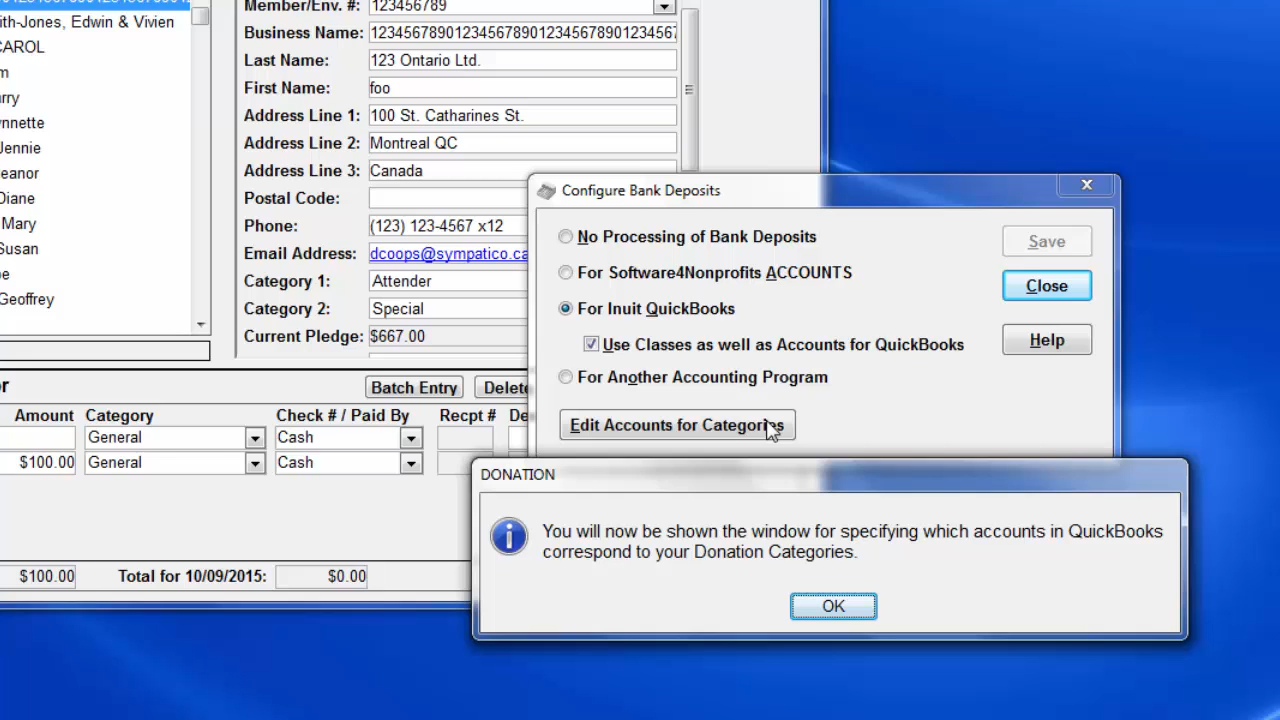 ith-Jones, Edwin & Vivien
CAROL
m
rry
ynnette
Jennie
eanor
Diane
Mary
Susan
oe
Geoffrey
Member/Env. #: 123456789
Business Name: 1234567890123456789012345678901234567
Last Name: 123 Ontario Ltd.
First Name: foo
Address Line 1: 100 St. Catharines St.
Address Line 2: Montreal QC
Address Line 3: Canada
Postal Code:
Phone: (123) 123-4567 x12
Email Address: dcoops@sympatico.ca
Category 1: Attender
Category 2: Special
Current Pledge: $667.00
or
Batch Entry Delete
Amount Category Check # / Paid By Recpt # De
General Cash
$100.00 General Cash
$100.00 Total for 10/09/2015: $0.00
Configure Bank Deposits
No Processing of Bank Deposits
For Software4Nonprofits ACCOUNTS
For Inuit QuickBooks
Use Classes as well as Accounts for QuickBooks
For Another Accounting Program
Edit Accounts for Categories
Save
Close
Help
DONATION
You will now be shown the window for specifying which accounts in QuickBooks
correspond to your Donation Categories.
OK